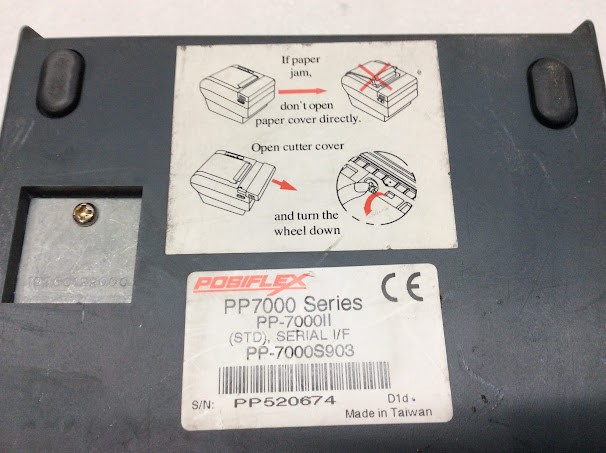 If paper
jam,
don't open
paper cover directly.
Open cutter cover
and turn the
wheel down
POSIFLEX
CE
PP7000 Series
PP-7000II
(STD), SERIAL I/F
PP-7000S903
S/N: PP520674 D1d.
Made in Taiwan